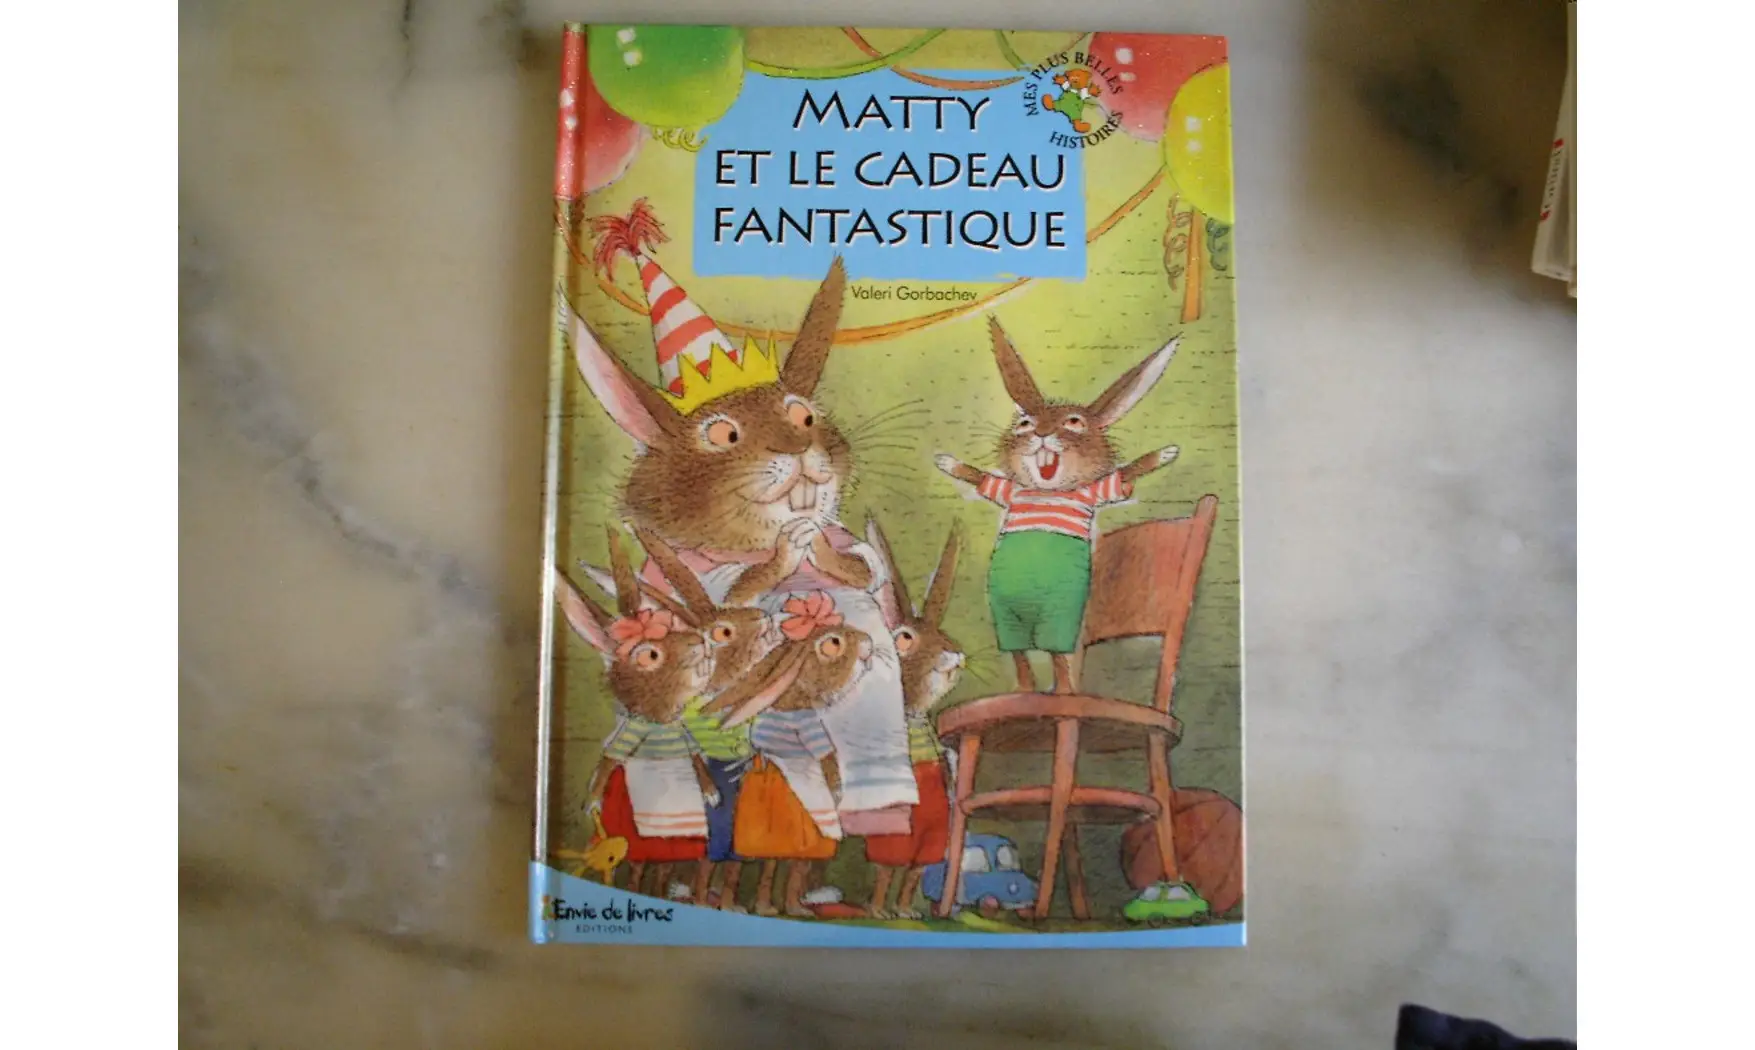 MATTY
ET LE CADEAU
FANTASTIQUE
MES PLUS BELLES
HISTOIRES
Valeri Gorbachev
Envie de livres
EDITIONS